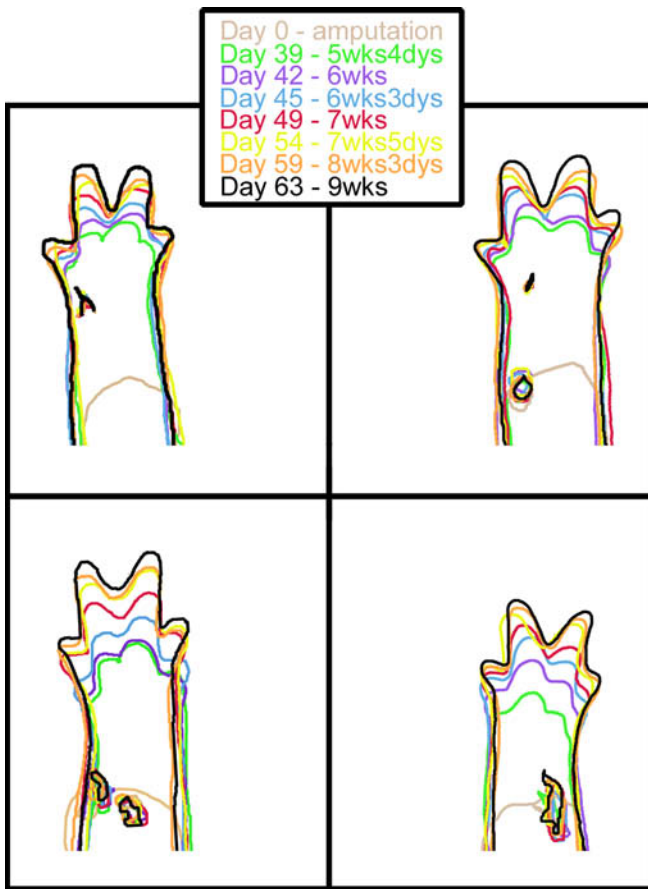 Day 0 - amputation
Day 39 - 5wks4dys
Day 42 - 6wks
Day 45 - 6wks3dys
Day 49 - 7wks
Day 54 - 7wks5dys
Day 59 - 8wks3dys
Day 63 - 9wks